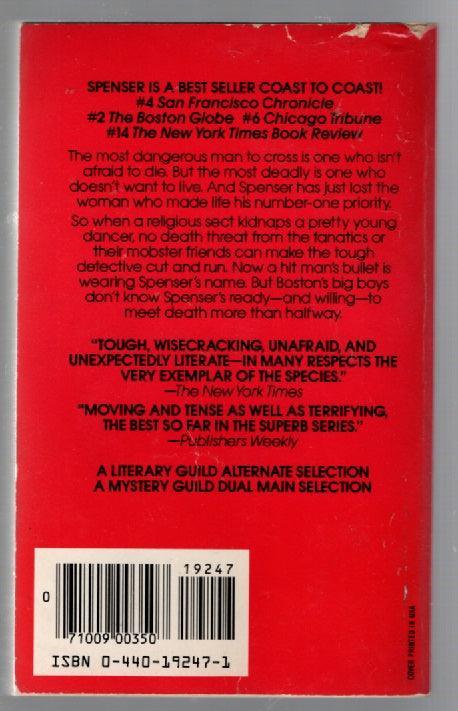 SPENSER IS A BEST SELLER COAST TO COAST!
#4 San Francisco Chronicle
#2 The Boston Globe #6 Chicago Tribune
#14 The New York Times Book Review
The most dangerous man to cross is one who isn't
afraid to die. But the most deadly is one who
doesn't want to live. And Spenser has just lost the
woman who made life his number-one priority.
So when a religious sect kidnaps a pretty young
dancer, no death threat from the fanatics or
their mobster friends can make the tough
detective cut and run. Now a hit man's bullet is
wearing Spenser's name. But Boston's big boys
don't know Spenser's ready—and willing—to
meet death more than halfway.
"TOUGH, WISECRACKING, UNAFRAID, AND
UNEXPECTEDLY LITERATE—IN MANY RESPECTS THE
VERY EXEMPLAR OF THE SPECIES."
—The New York Times
"MOVING AND TENSE AS WELL AS TERRIFYING,
THE BEST SO FAR IN THE SUPERB SERIES."
—Publishers Weekly
A LITERARY GUILD ALTERNATE SELECTION
A MYSTERY GUILD DUAL MAIN SELECTION
19247
0
71009 00350
ISBN 0-440-19247-1
COVER PRINTED IN USA